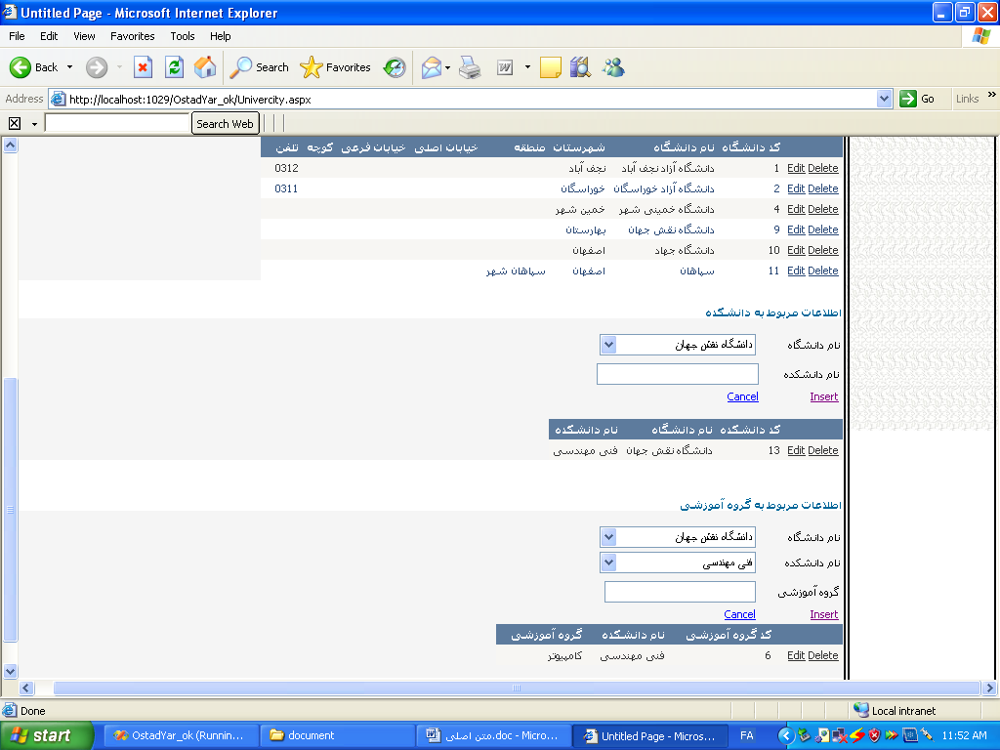 Untitled Page - Microsoft Internet Explorer
File Edit View Favorites Tools Help
Back Search Favorites
Address http://localhost:1029/OstadYar_ok/Univercity.aspx Go Links »
Search Web
کد دانشگاه نام دانشگاه شهرستان منطقه خیابات اصلی خیابات فرعی کوچه تلفن
Edit Delete 1 دانشگاه آزاد نجف آباد نجف آباد 0312
Edit Delete 2 دانشگاه آزاد خوراسگان خوراسگان 0311
Edit Delete 4 دانشگاه خمینی شهر خمین شهر
Edit Delete 9 دانشگاه نقش جهان بهارستان
Edit Delete 10 دانشگاه جهاد اصفهان
Edit Delete 11 سپاهان اصفهان سپاهان شهر
اطلاعات مربوط به دانشکده
نام دانشگاه دانشگاه نقش جهان
نام دانشکده
Insert Cancel
کد دانشکده نام دانشگاه نام دانشکده
Edit Delete 13 دانشگاه نقش جهان فنی مهندسی
اطلاعات مربوط به گروه آموزشی
نام دانشگاه دانشگاه نقش جهان
نام دانشکده فنی مهندسی
گروه آموزشی
Insert Cancel
کد گروه آموزشی نام دانشکده گروه آموزشی
Edit Delete 6 فنی مهندسی کامپیوتر
Done Local intranet
start OstadYar_ok (Runnin... document متن اصلی.doc - Micro... Untitled Page - Micros... FA 11:52 AM